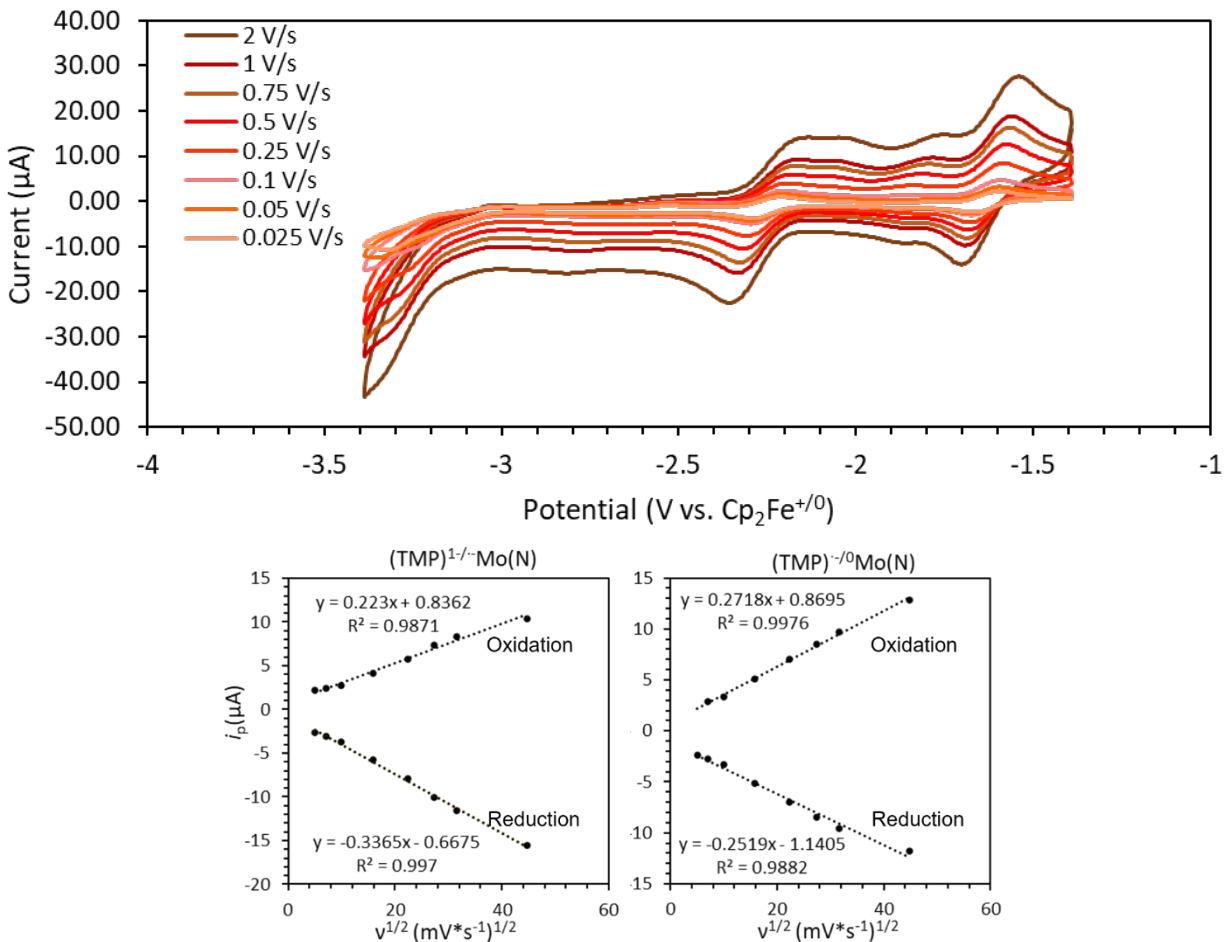 40.00
30.00
20.00
10.00
0.00
-10.00
-20.00
-30.00
-40.00
-50.00
Current (µA)
2 V/s
1 V/s
0.75 V/s
0.5 V/s
0.25 V/s
0.1 V/s
0.05 V/s
0.025 V/s
-4 -3.5 -3 -2.5 -2 -1.5 -1
Potential (V vs. Cp₂Fe⁺/⁰)
(TMP)¹⁻/·⁻Mo(N)
15
10
5
0
-5
-10
-15
-20
iₚ(µA)
y = 0.223x + 0.8362
R² = 0.9871
Oxidation
Reduction
y = -0.3365x - 0.6675
R² = 0.997
0 20 40 60
ν¹/² (mV*s⁻¹)¹/²
(TMP)·⁻/⁰Mo(N)
15
10
5
0
-5
-10
-15
y = 0.2718x + 0.8695
R² = 0.9976
Oxidation
Reduction
y = -0.2519x - 1.1405
R² = 0.9882
0 20 40 60
ν¹/² (mV*s⁻¹)¹/²